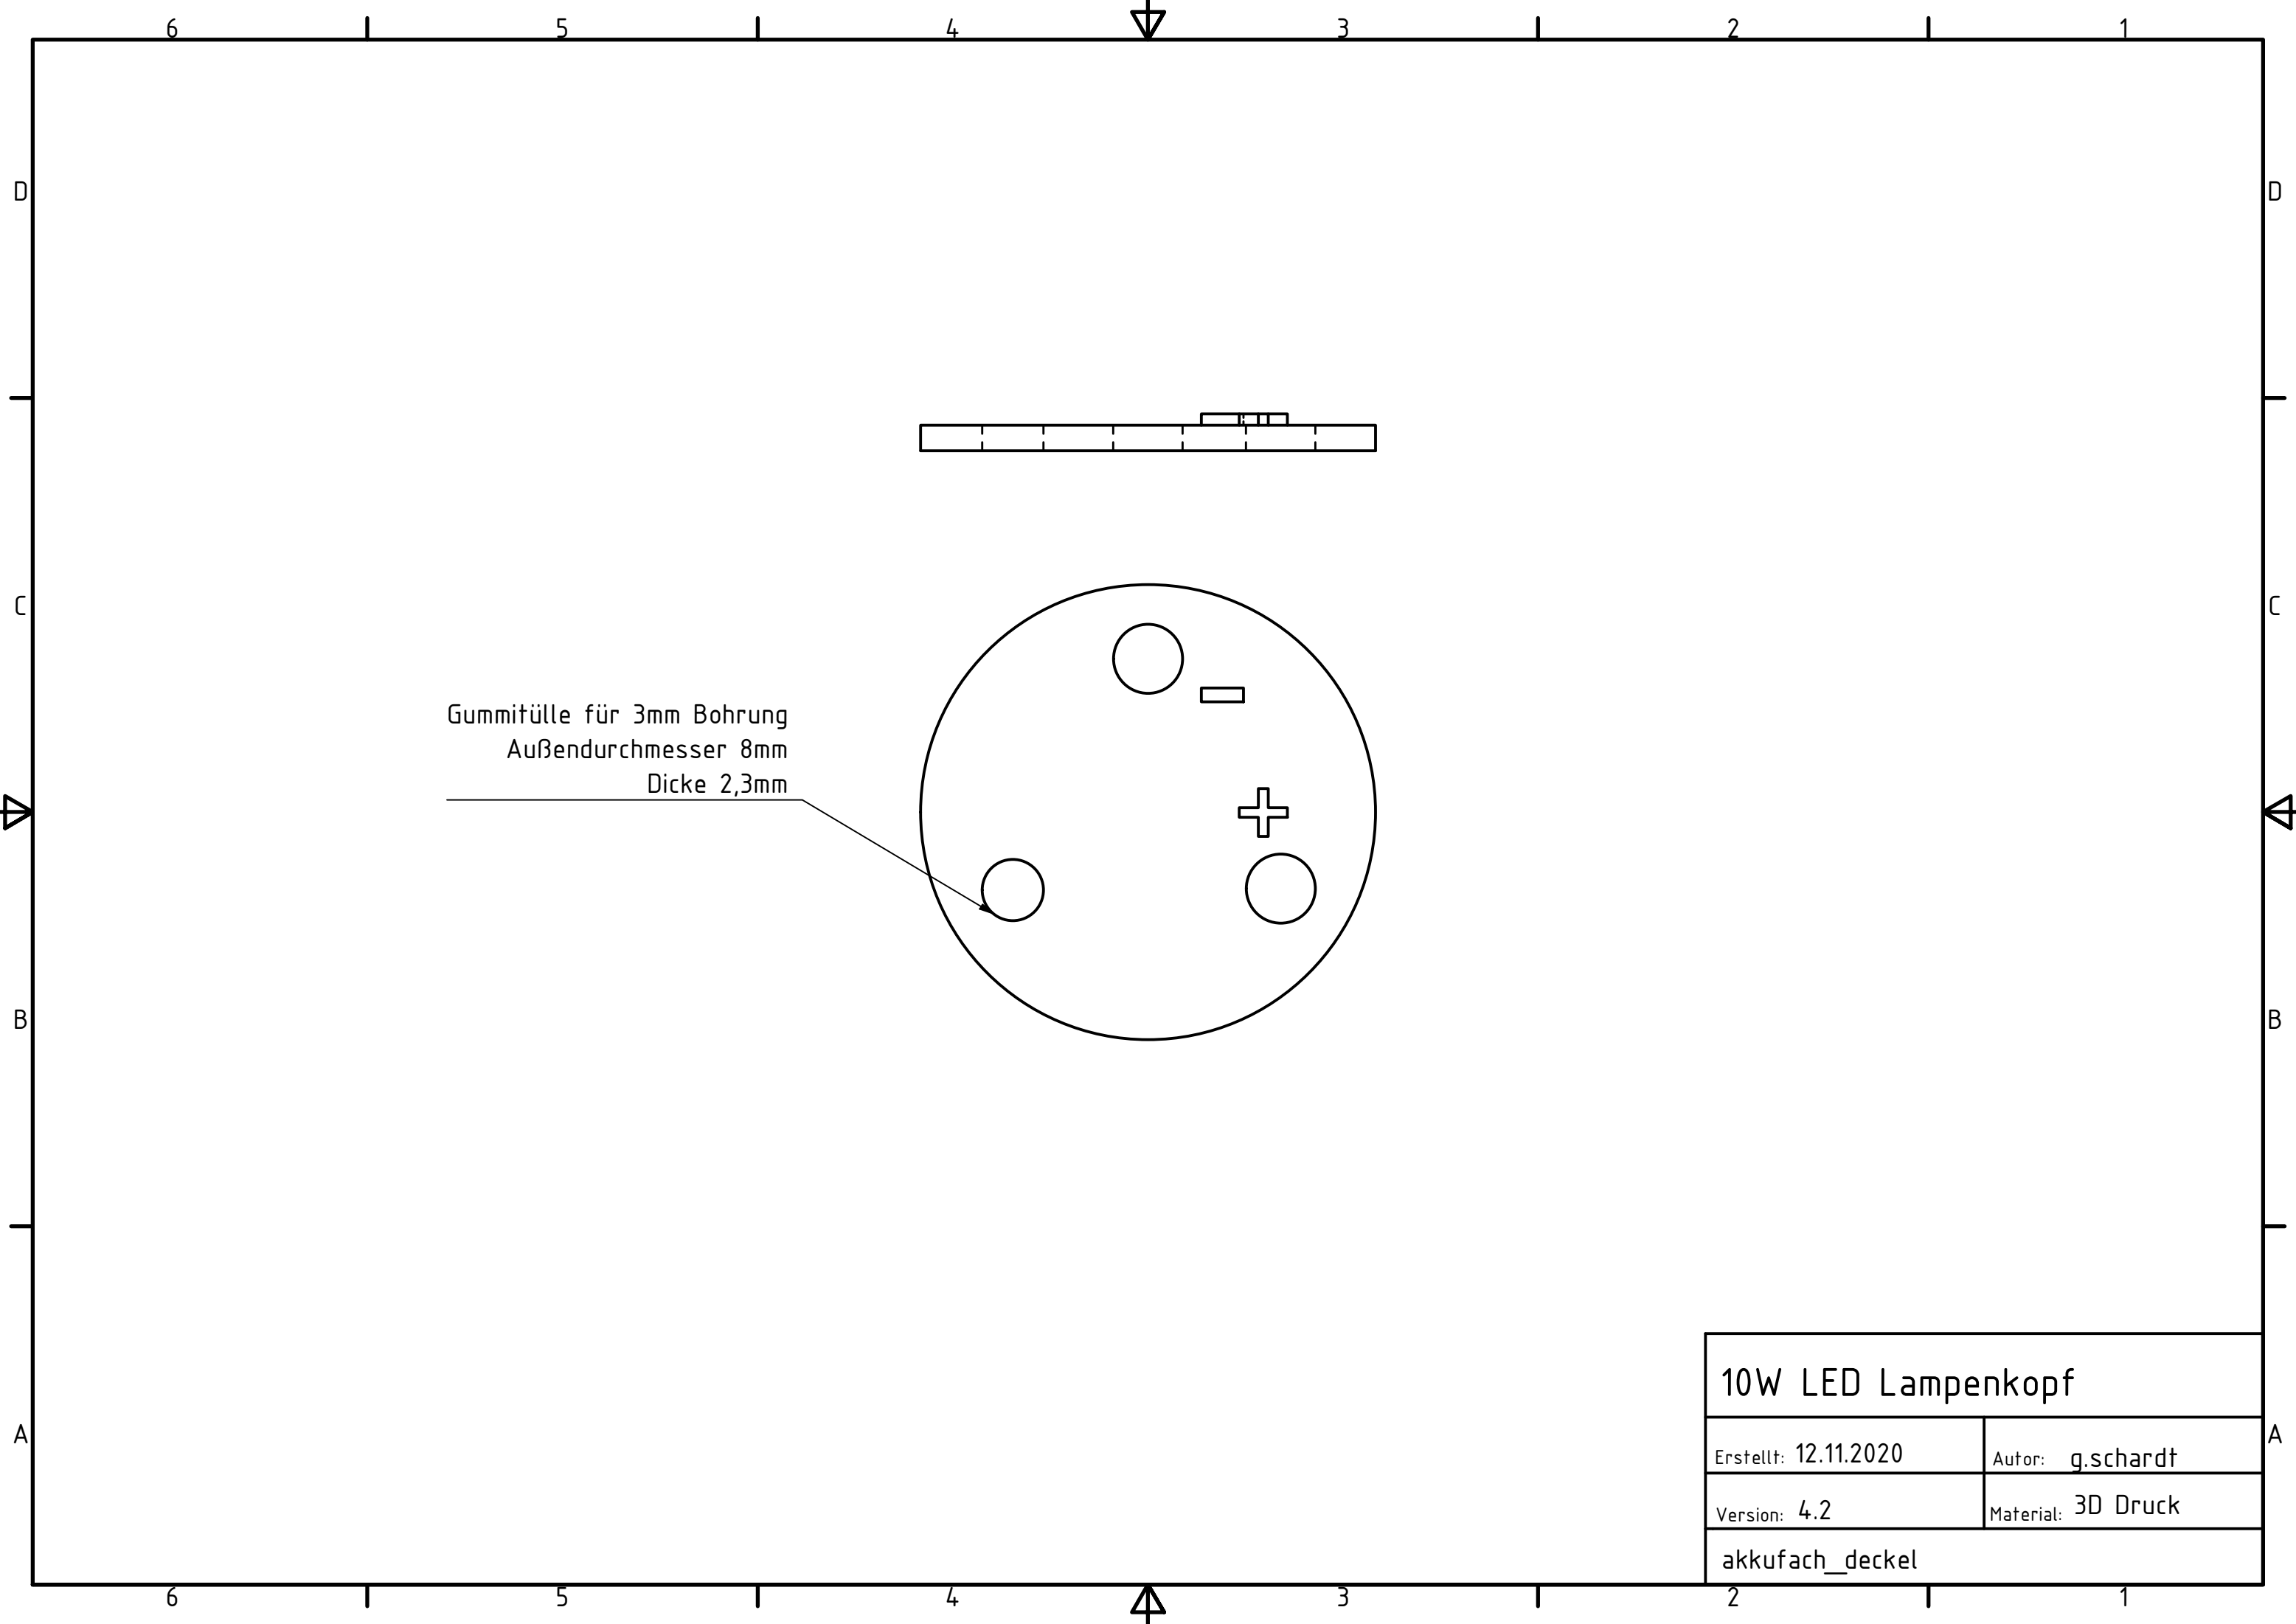 6 5 4 3 2 1
D D
C C
Gummitülle für 3mm Bohrung
Außendurchmesser 8mm
Dicke 2,3mm
B B
10W LED Lampenkopf
A A
Erstellt: 12.11.2020 Autor: g.schardt
Version: 4.2 Material: 3D Druck
akkufach_deckel
6 5 4 3 2 1